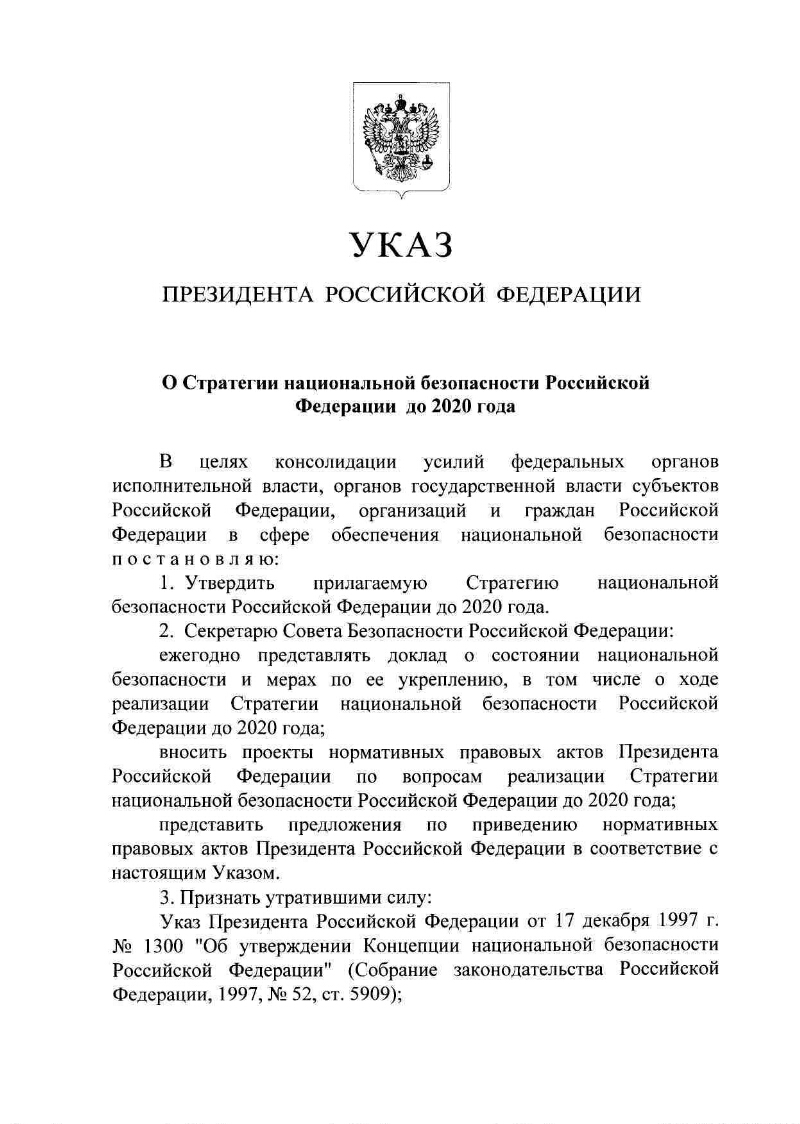 УКАЗ
ПРЕЗИДЕНТА РОССИЙСКОЙ ФЕДЕРАЦИИ
О Стратегии национальной безопасности Российской
Федерации до 2020 года
В целях консолидации усилий федеральных органов
исполнительной власти, органов государственной власти субъектов
Российской Федерации, организаций и граждан Российской
Федерации в сфере обеспечения национальной безопасности
п о с т а н о в л я ю:
1. Утвердить прилагаемую Стратегию национальной
безопасности Российской Федерации до 2020 года.
2. Секретарю Совета Безопасности Российской Федерации:
ежегодно представлять доклад о состоянии национальной
безопасности и мерах по ее укреплению, в том числе о ходе
реализации Стратегии национальной безопасности Российской
Федерации до 2020 года;
вносить проекты нормативных правовых актов Президента
Российской Федерации по вопросам реализации Стратегии
национальной безопасности Российской Федерации до 2020 года;
представить предложения по приведению нормативных
правовых актов Президента Российской Федерации в соответствие с
настоящим Указом.
3. Признать утратившими силу:
Указ Президента Российской Федерации от 17 декабря 1997 г.
№ 1300 "Об утверждении Концепции национальной безопасности
Российской Федерации" (Собрание законодательства Российской
Федерации, 1997, № 52, ст. 5909);